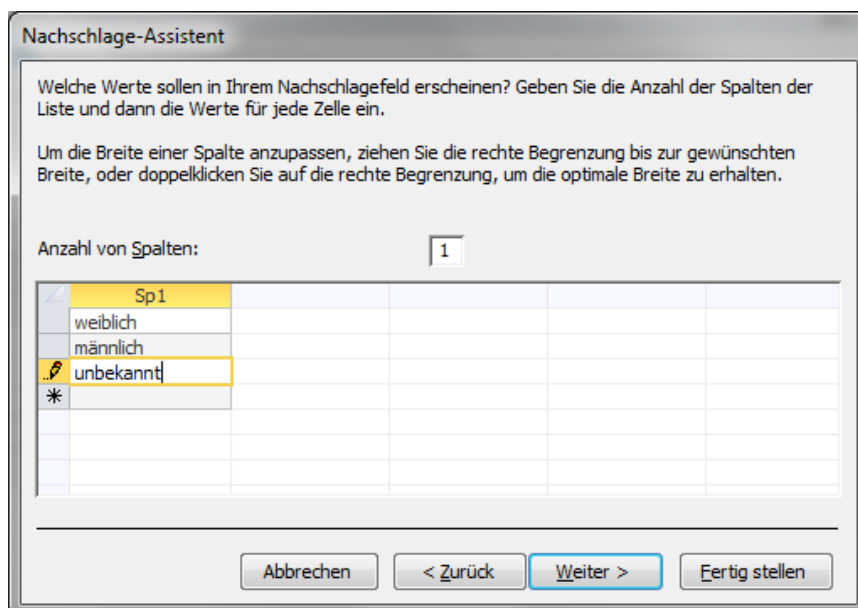 Nachschlage-Assistent
Welche Werte sollen in Ihrem Nachschlagefeld erscheinen? Geben Sie die Anzahl der Spalten der
Liste und dann die Werte für jede Zelle ein.
Um die Breite einer Spalte anzupassen, ziehen Sie die rechte Begrenzung bis zur gewünschten
Breite, oder doppelklicken Sie auf die rechte Begrenzung, um die optimale Breite zu erhalten.
Anzahl von Spalten: 1
Sp1
weiblich
männlich
unbekannt
Abbrechen < Zurück Weiter > Fertig stellen